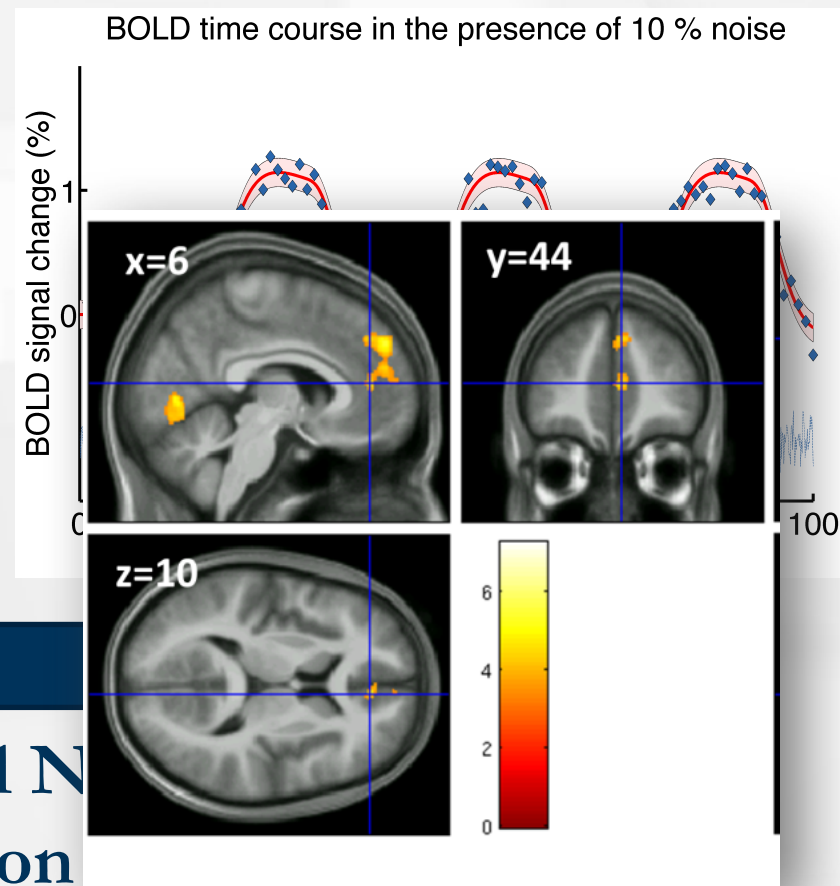 BOLD time course in the presence of 10 % noise
BOLD signal change (%)
1
0
x=6
y=44
100
z=10
6
4
2
0
l N
on